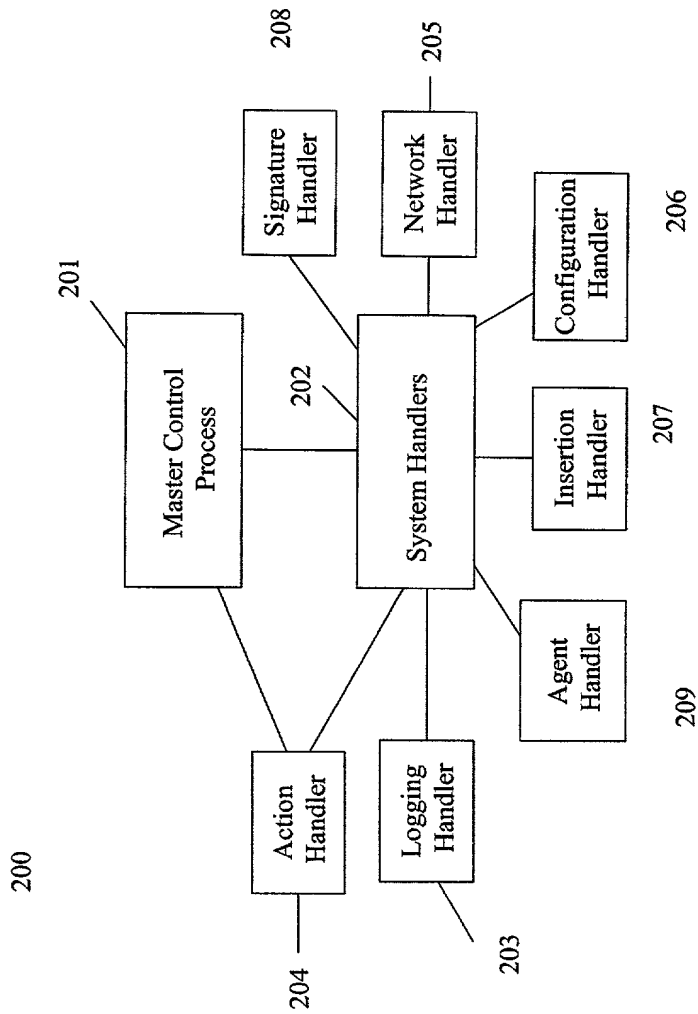 200
201
Master Control
Process
208
Signature
Handler
204
Action
Handler
202
System Handlers
Network
Handler
205
203
Logging
Handler
209
Agent
Handler
Insertion
Handler
207
Configuration
Handler
206